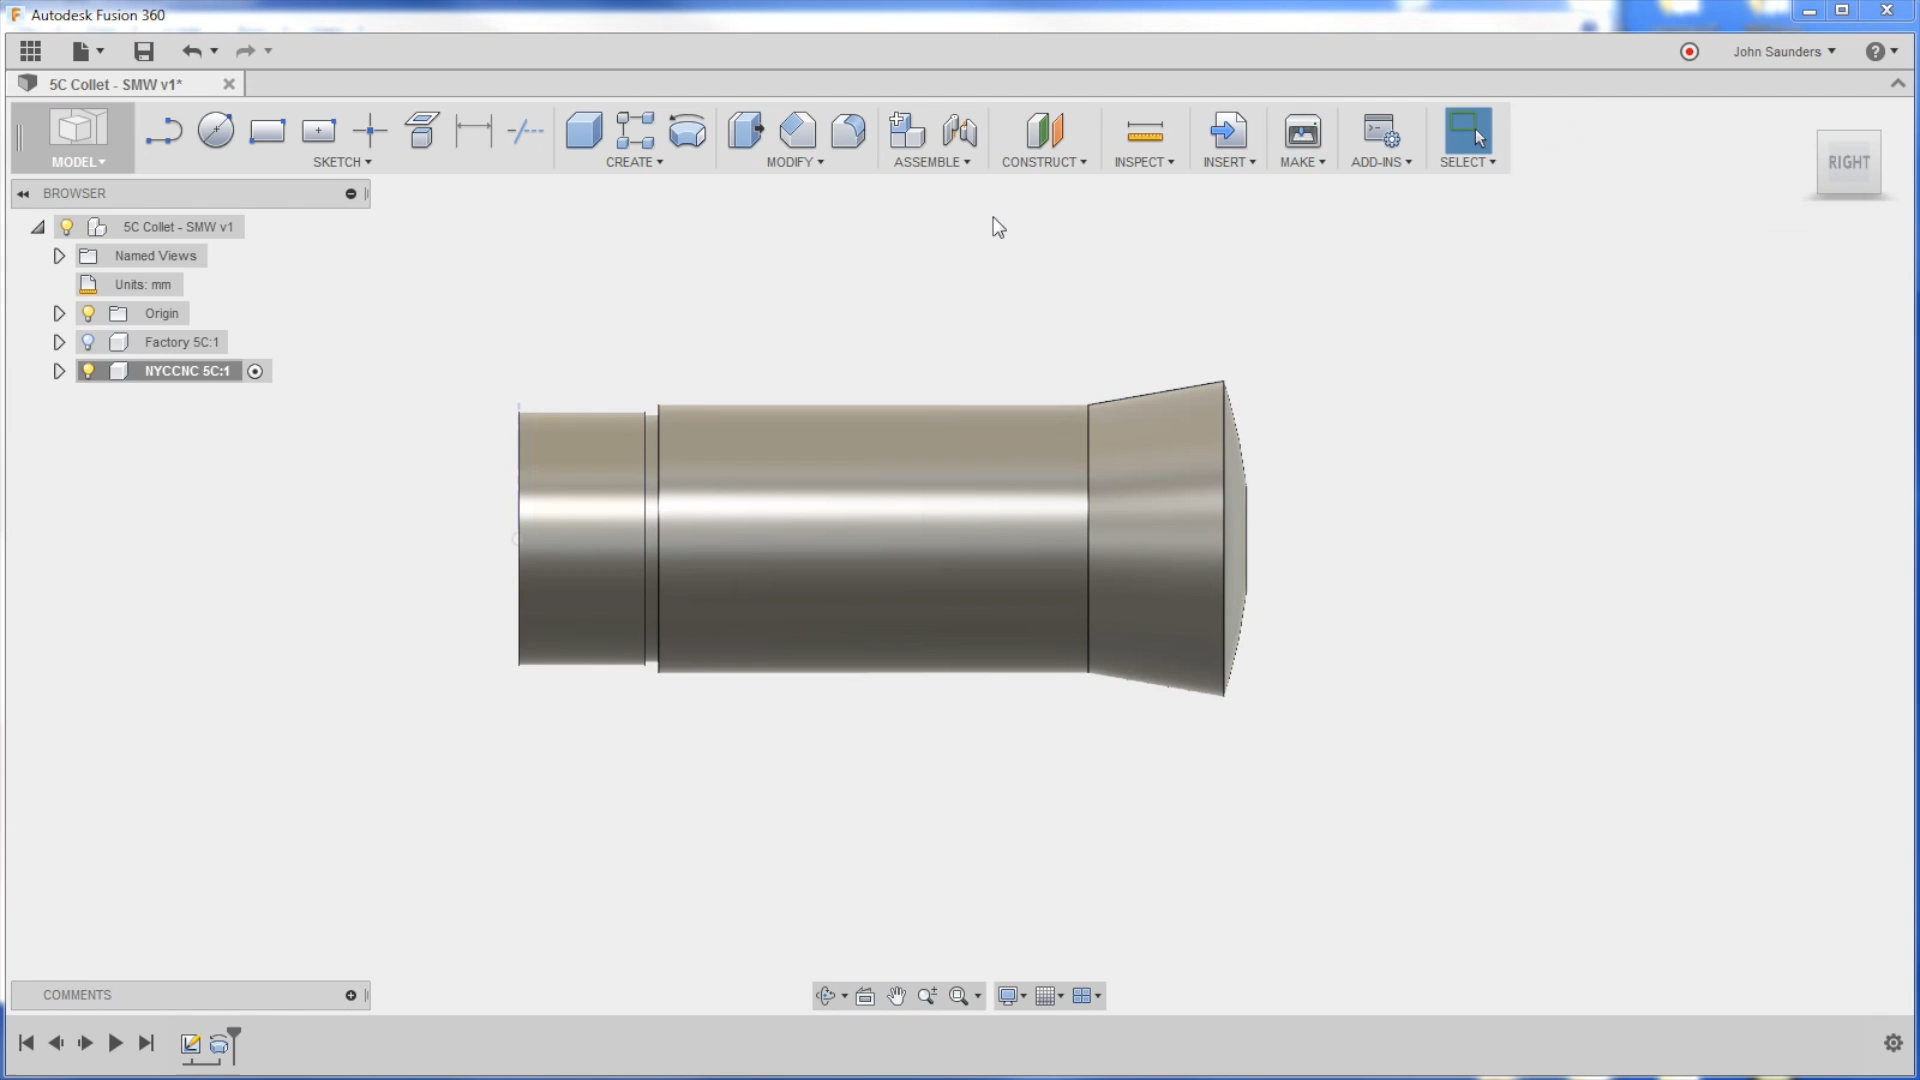 Autodesk Fusion 360
John Saunders
5C Collet - SMW v1*
MODEL
SKETCH
CREATE
MODIFY
ASSEMBLE
CONSTRUCT
INSPECT
INSERT
MAKE
ADD-INS
SELECT
RIGHT
BROWSER
5C Collet - SMW v1
Named Views
Units: mm
Origin
Factory 5C:1
NYCCNC 5C:1
COMMENTS